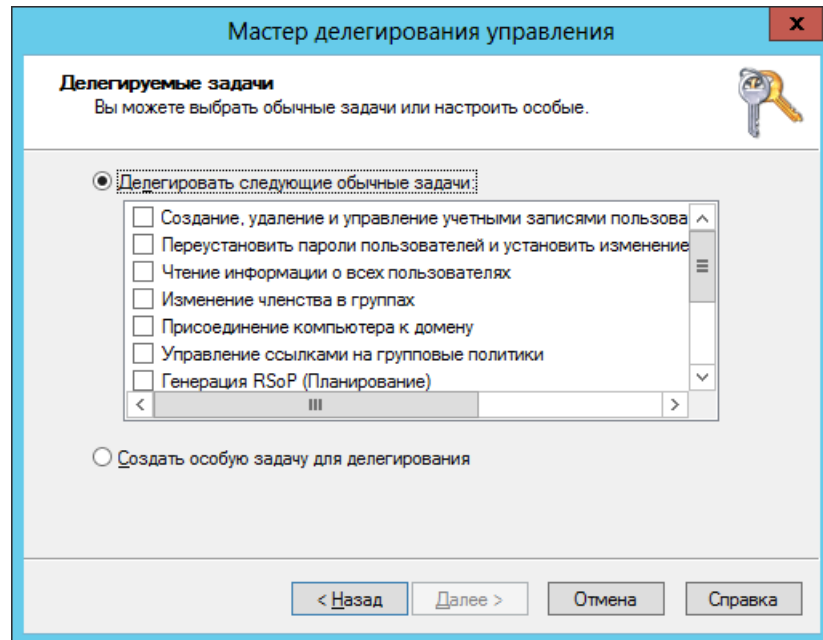 Мастер делегирования управления
x
Делегируемые задачи
Вы можете выбрать обычные задачи или настроить особые.
Делегировать следующие обычные задачи:
Создание, удаление и управление учетными записями пользова
Переустановить пароли пользователей и установить изменение
Чтение информации о всех пользователях
Изменение членства в группах
Присоединение компьютера к домену
Управление ссылками на групповые политики
Генерация RSoP (Планирование)
Создать особую задачу для делегирования
< Назад Далее > Отмена Справка